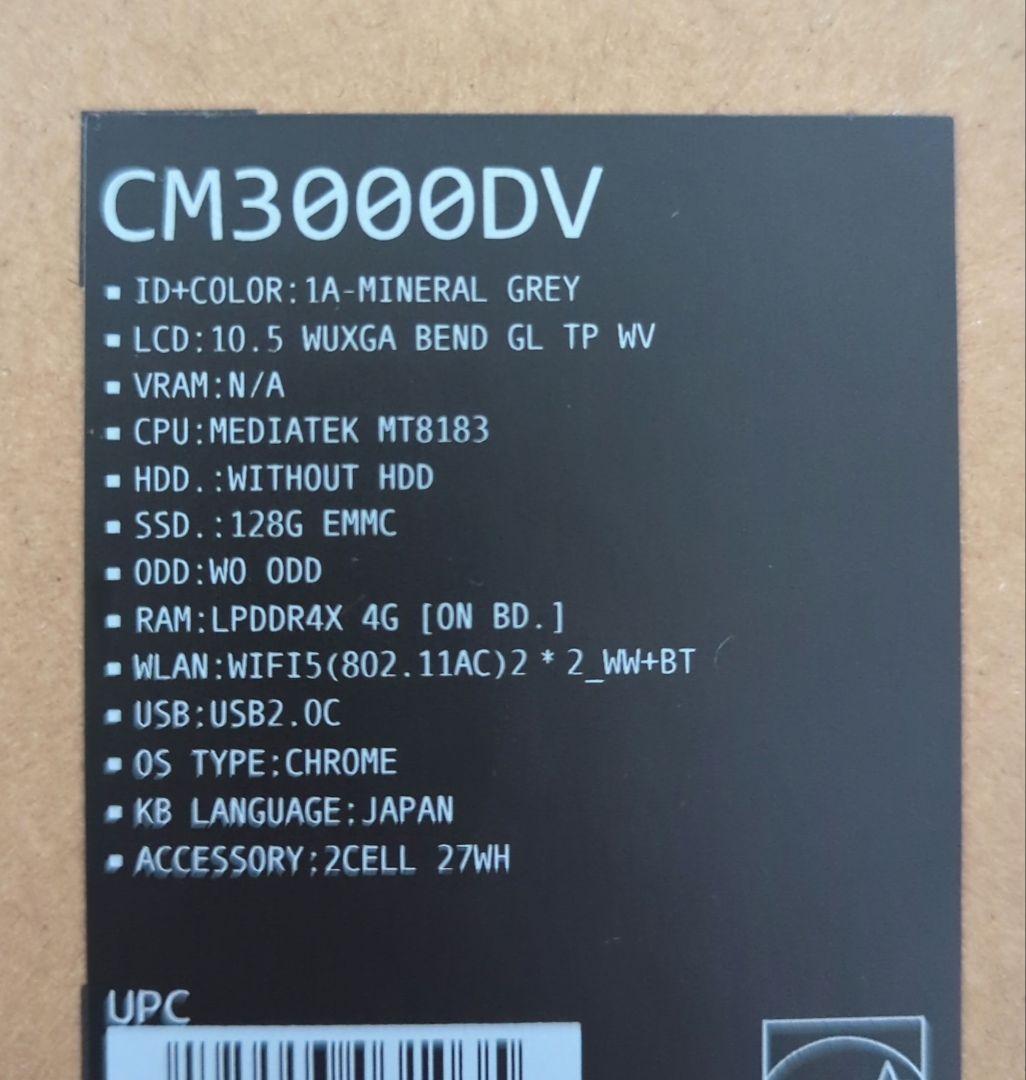 CM3000DV
▪ ID+COLOR:1A-MINERAL GREY
▪ LCD:10.5 WUXGA BEND GL TP WV
▪ VRAM:N/A
▪ CPU:MEDIATEK MT8183
▪ HDD.:WITHOUT HDD
▪ SSD.:128G EMMC
▪ ODD:WO ODD
▪ RAM:LPDDR4X 4G [ON BD.]
▪ WLAN:WIFI5(802.11AC)2*2_WW+BT
▪ USB:USB2.0C
▪ OS TYPE:CHROME
▪ KB LANGUAGE:JAPAN
▪ ACCESSORY:2CELL 27WH
UPC